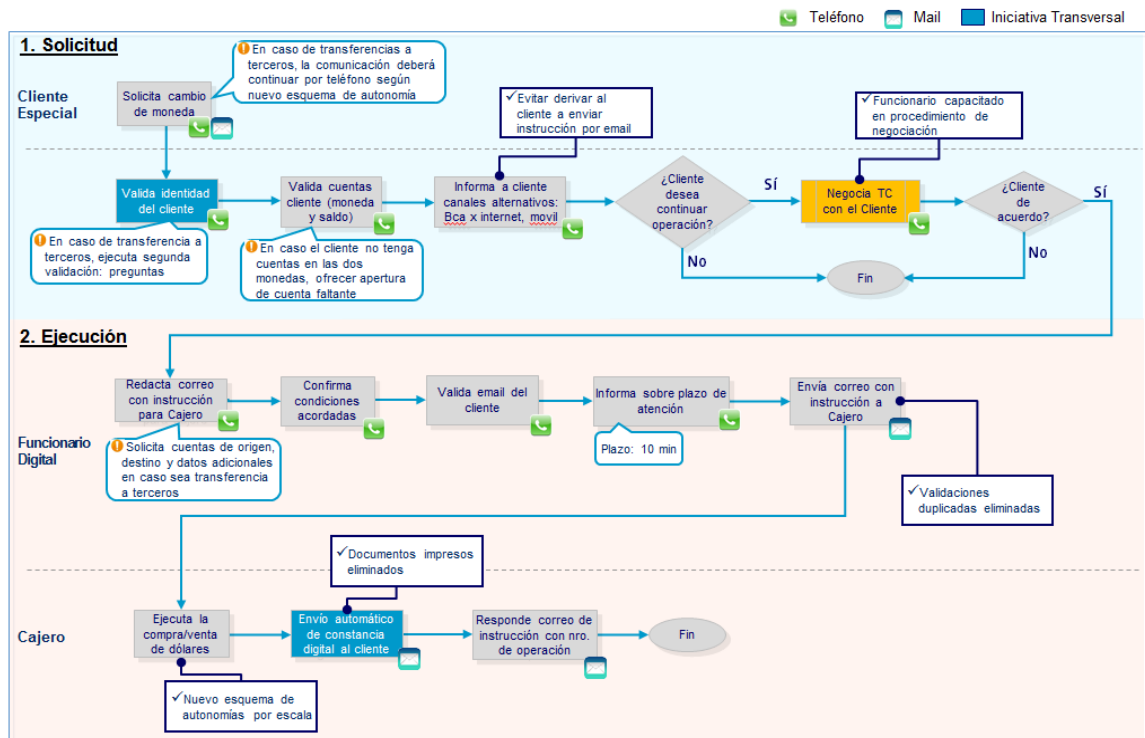 Teléfono
Mail
Iniciativa Transversal
1. Solicitud
Cliente
Especial
Solicita cambio
de moneda
En caso de transferencias a
terceros, la comunicación deberá
continuar por teléfono según
nuevo esquema de autonomía
✓Evitar derivar al
cliente a enviar
instrucción por email
✓Funcionario capacitado
en procedimiento de
negociación
Valida identidad
del cliente
En caso de transferencia a
terceros, ejecuta segunda
validación: preguntas
Valida cuentas
cliente (moneda
y saldo)
En caso el cliente no tenga
cuentas en las dos
monedas, ofrecer apertura
de cuenta faltante
Informa a cliente
canales alternativos:
Bca x internet, movil
¿Cliente
desea
continuar
operación?
Sí
No
Negocia TC
con el Cliente
¿Cliente
de
acuerdo?
Sí
No
Fin
2. Ejecución
Funcionario
Digital
Redacta correo
con instrucción
para Cajero
Solicita cuentas de origen,
destino y datos adicionales
en caso sea transferencia
a terceros
Confirma
condiciones
acordadas
Valida email del
cliente
Informa sobre plazo de
atención
Plazo: 10 min
Envía correo con
instrucción a
Cajero
✓Validaciones
duplicadas eliminadas
Cajero
Ejecuta la
compra/venta
de dólares
✓Nuevo esquema de
autonomías por escala
✓Documentos impresos
eliminados
Envío automático
de constancia
digital al cliente
Responde correo de
instrucción con nro.
de operación
Fin